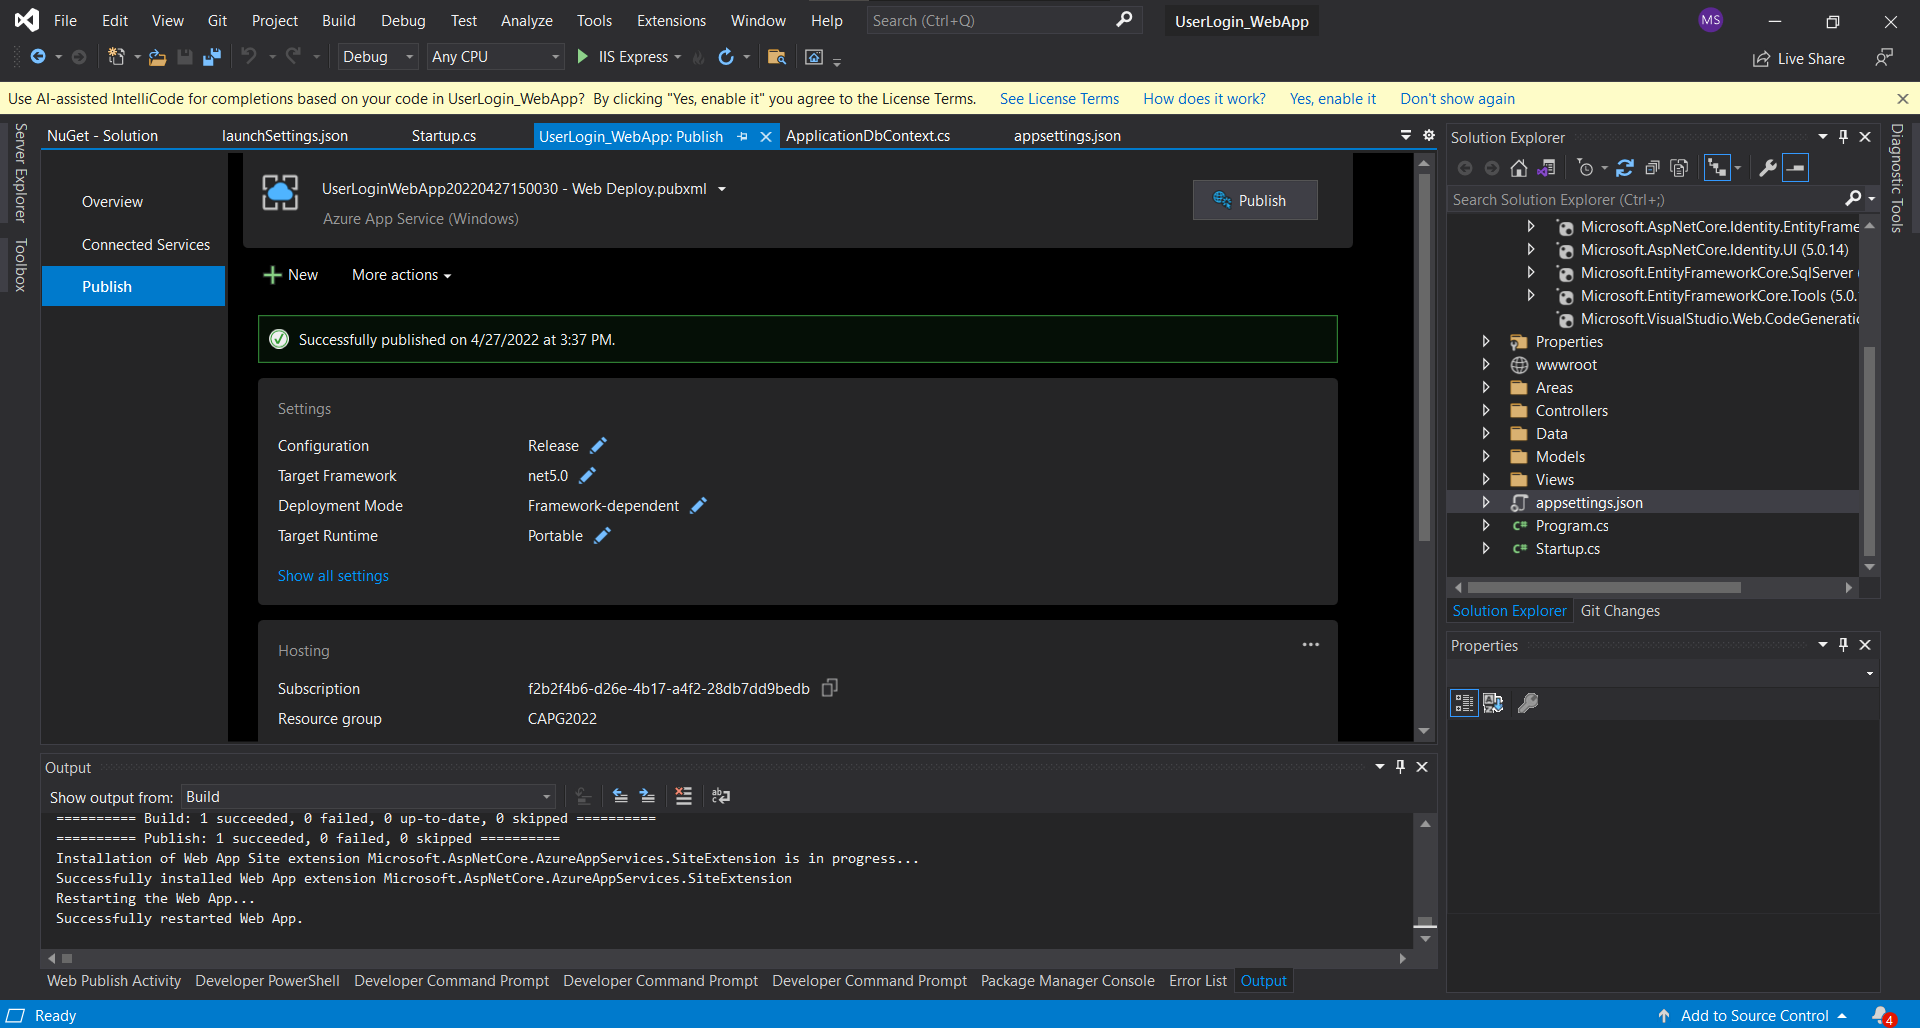 File Edit View Git Project Build Debug Test Analyze Tools Extensions Window Help Search (Ctrl+Q) UserLogin_WebApp MS
Debug Any CPU IIS Express Live Share
Use AI-assisted IntelliCode for completions based on your code in UserLogin_WebApp? By clicking "Yes, enable it" you agree to the License Terms. See License Terms How does it work? Yes, enable it Don't show again
Server Explorer
Toolbox
NuGet - Solution launchSettings.json Startup.cs UserLogin_WebApp: Publish ApplicationDbContext.cs appsettings.json
Overview
Connected Services
Publish
UserLoginWebApp20220427150030 - Web Deploy.pubxml
Azure App Service (Windows)
Publish
New More actions
Successfully published on 4/27/2022 at 3:37 PM.
Settings
Configuration Release
Target Framework net5.0
Deployment Mode Framework-dependent
Target Runtime Portable
Show all settings
Hosting
Subscription f2b2f4b6-d26e-4b17-a4f2-28db7dd9bedb
Resource group CAPG2022
Output
Show output from: Build
========== Build: 1 succeeded, 0 failed, 0 up-to-date, 0 skipped ==========
========== Publish: 1 succeeded, 0 failed, 0 skipped ==========
Installation of Web App Site extension Microsoft.AspNetCore.AzureAppServices.SiteExtension is in progress...
Successfully installed Web App extension Microsoft.AspNetCore.AzureAppServices.SiteExtension
Restarting the Web App...
Successfully restarted Web App.
Web Publish Activity Developer PowerShell Developer Command Prompt Developer Command Prompt Developer Command Prompt Package Manager Console Error List Output
Solution Explorer
Search Solution Explorer (Ctrl+;)
Microsoft.AspNetCore.Identity.EntityFrame
Microsoft.AspNetCore.Identity.UI (5.0.14)
Microsoft.EntityFrameworkCore.SqlServer (
Microsoft.EntityFrameworkCore.Tools (5.0.
Microsoft.VisualStudio.Web.CodeGeneratio
Properties
wwwroot
Areas
Controllers
Data
Models
Views
appsettings.json
C# Program.cs
C# Startup.cs
Solution Explorer Git Changes
Properties
Diagnostic Tools
Ready Add to Source Control 4